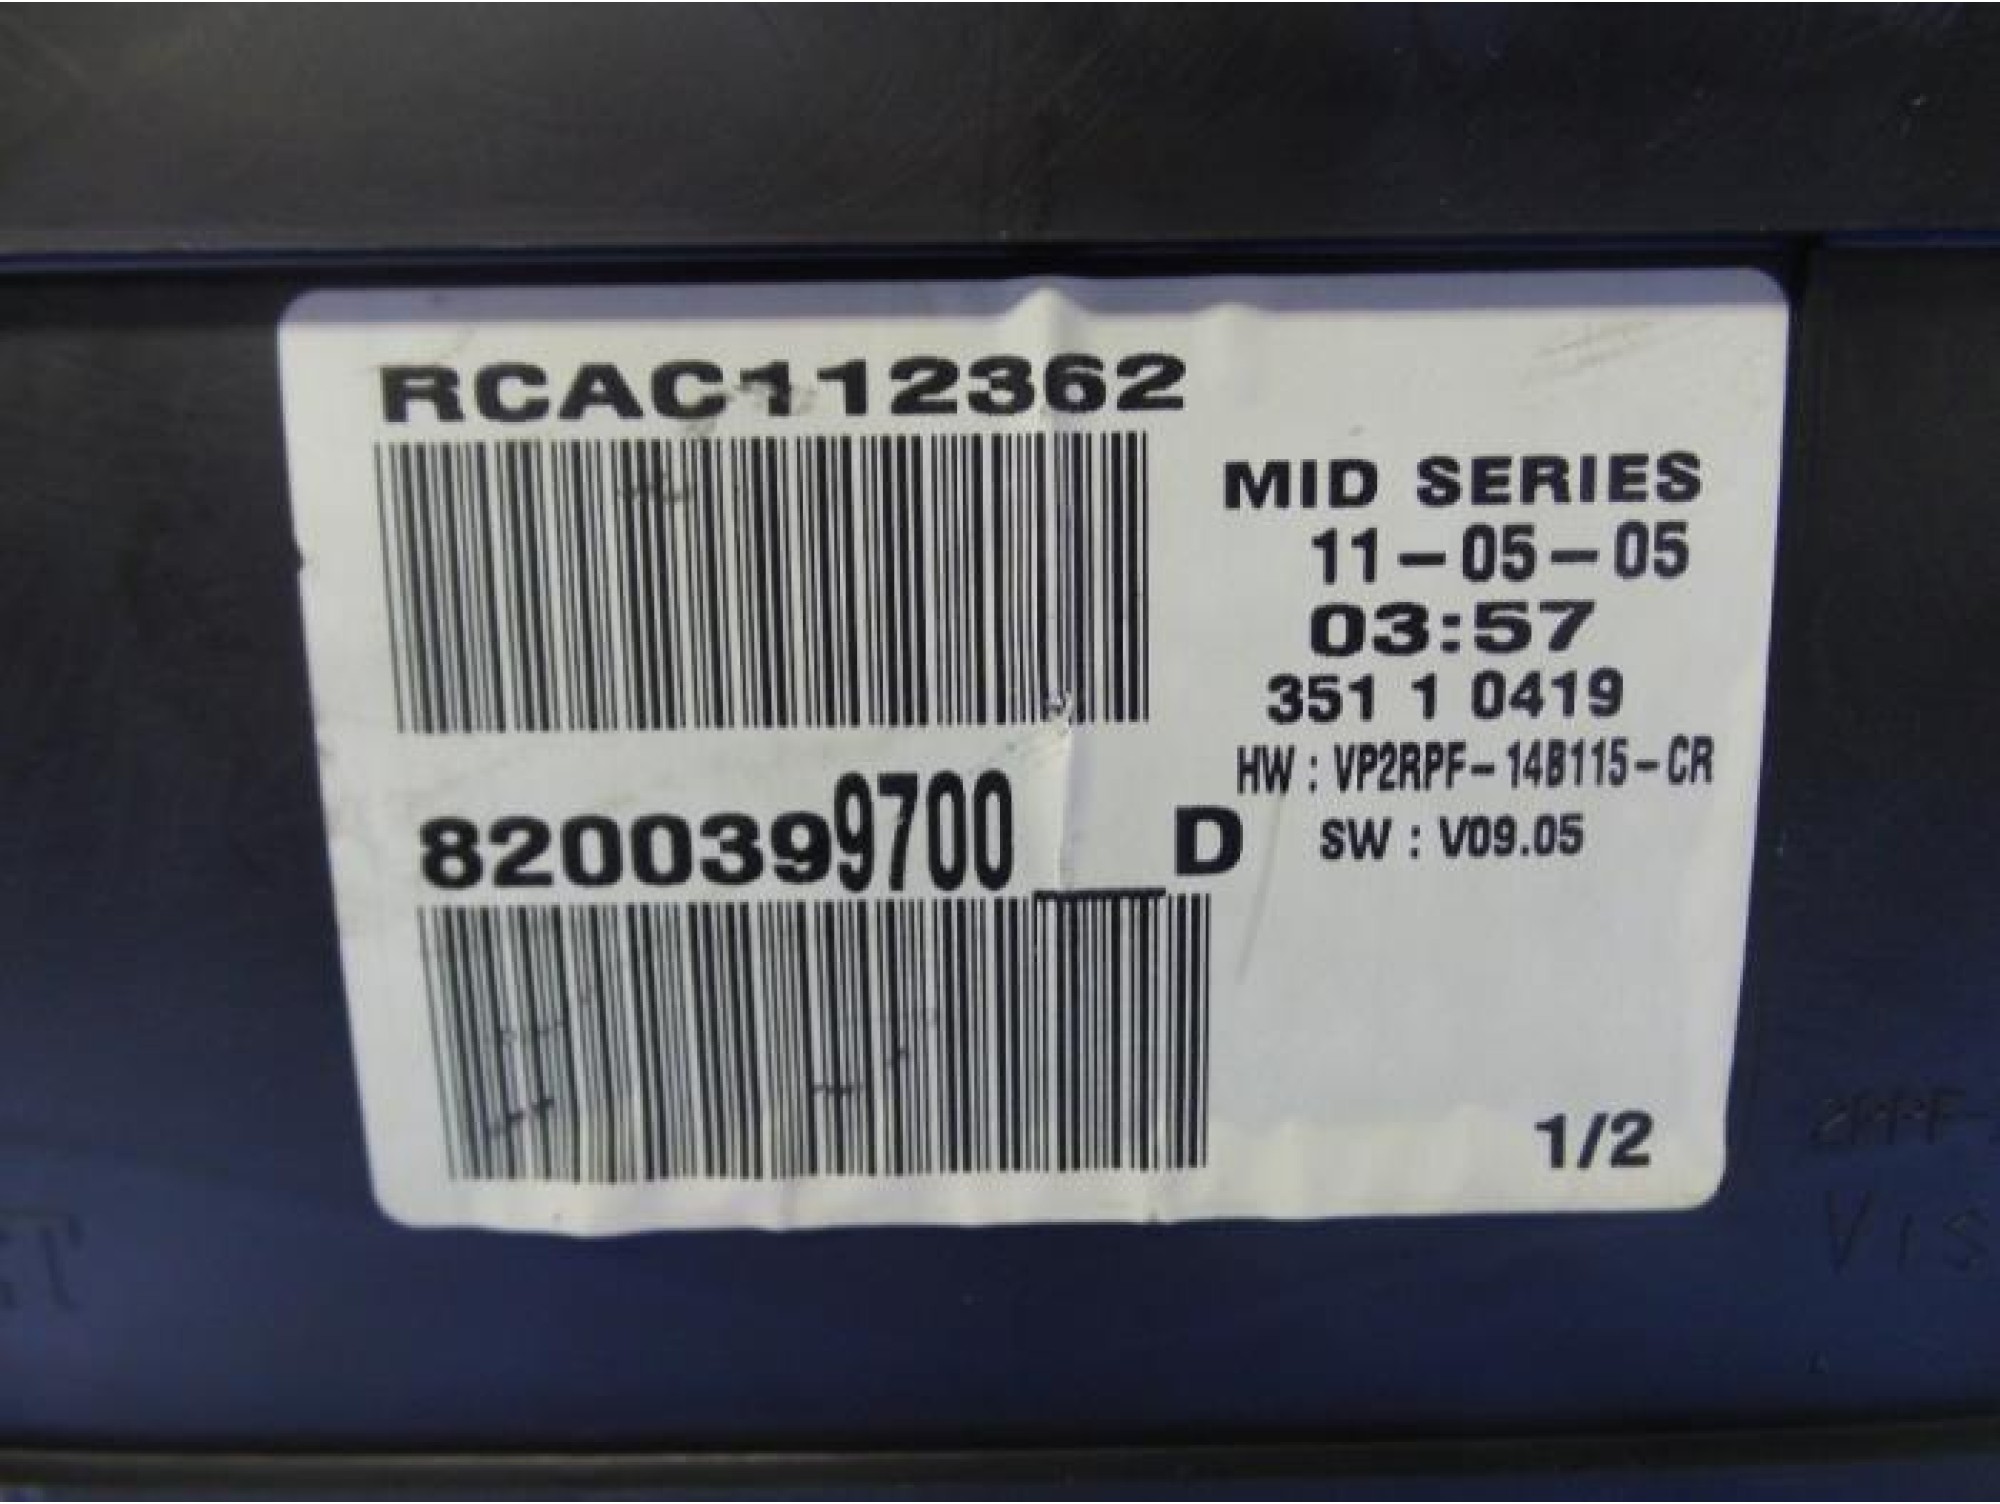 RCAC112362
MID SERIES
11-05-05
03:57
351 1 0419
HW : VP2RPF-14B115-CR
8200399700__D
SW : V09.05
1/2